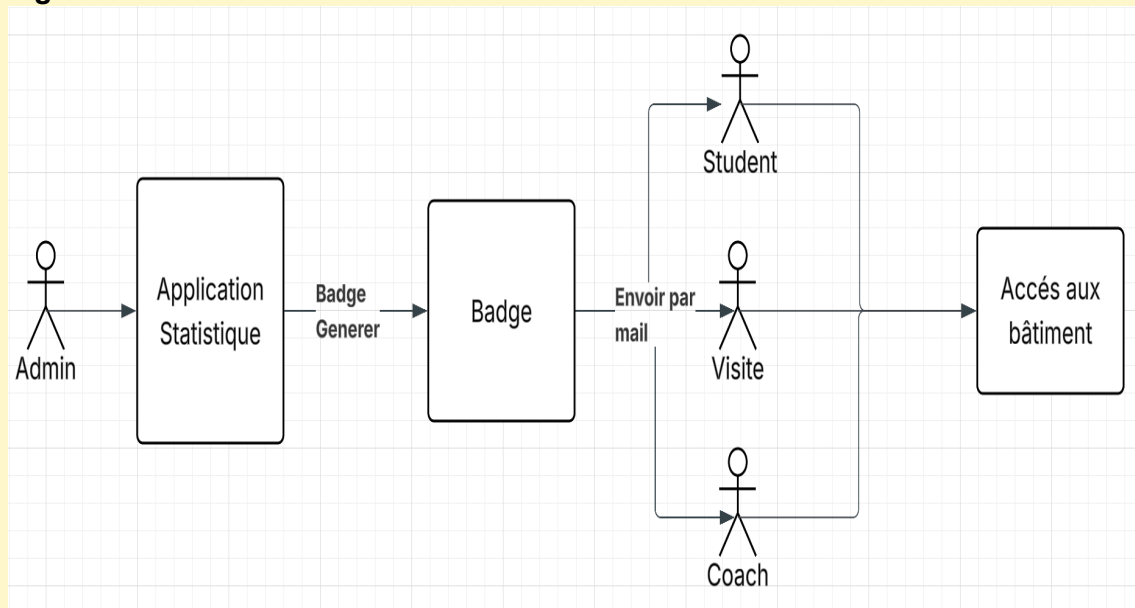 Student
Application
Statistique
Badge
Generer
Badge
Envoir par
mail
Accés aux
bâtiment
Admin
Visite
Coach